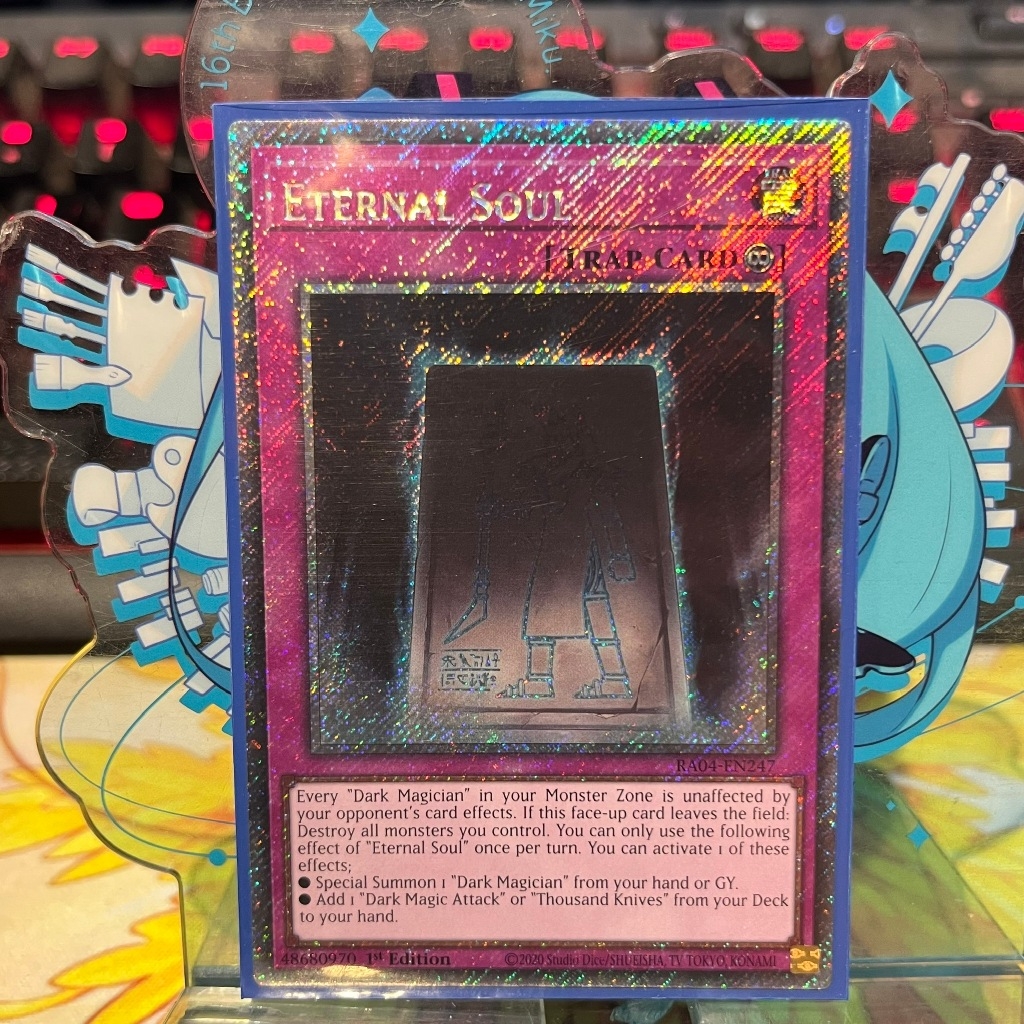 16th
Miku
ETERNAL SOUL
[TRAP CARD]
RA04-EN247
Every "Dark Magician" in your Monster Zone is unaffected by
your opponent's card effects. If this face-up card leaves the field:
Destroy all monsters you control. You can only use the following
effect of "Eternal Soul" once per turn. You can activate 1 of these
effects;
● Special Summon 1 "Dark Magician" from your hand or GY.
● Add 1 "Dark Magic Attack" or "Thousand Knives" from your Deck
to your hand.
48680970 1st Edition ©2020 Studio Dice/SHUEISHA, TV TOKYO, KONAMI